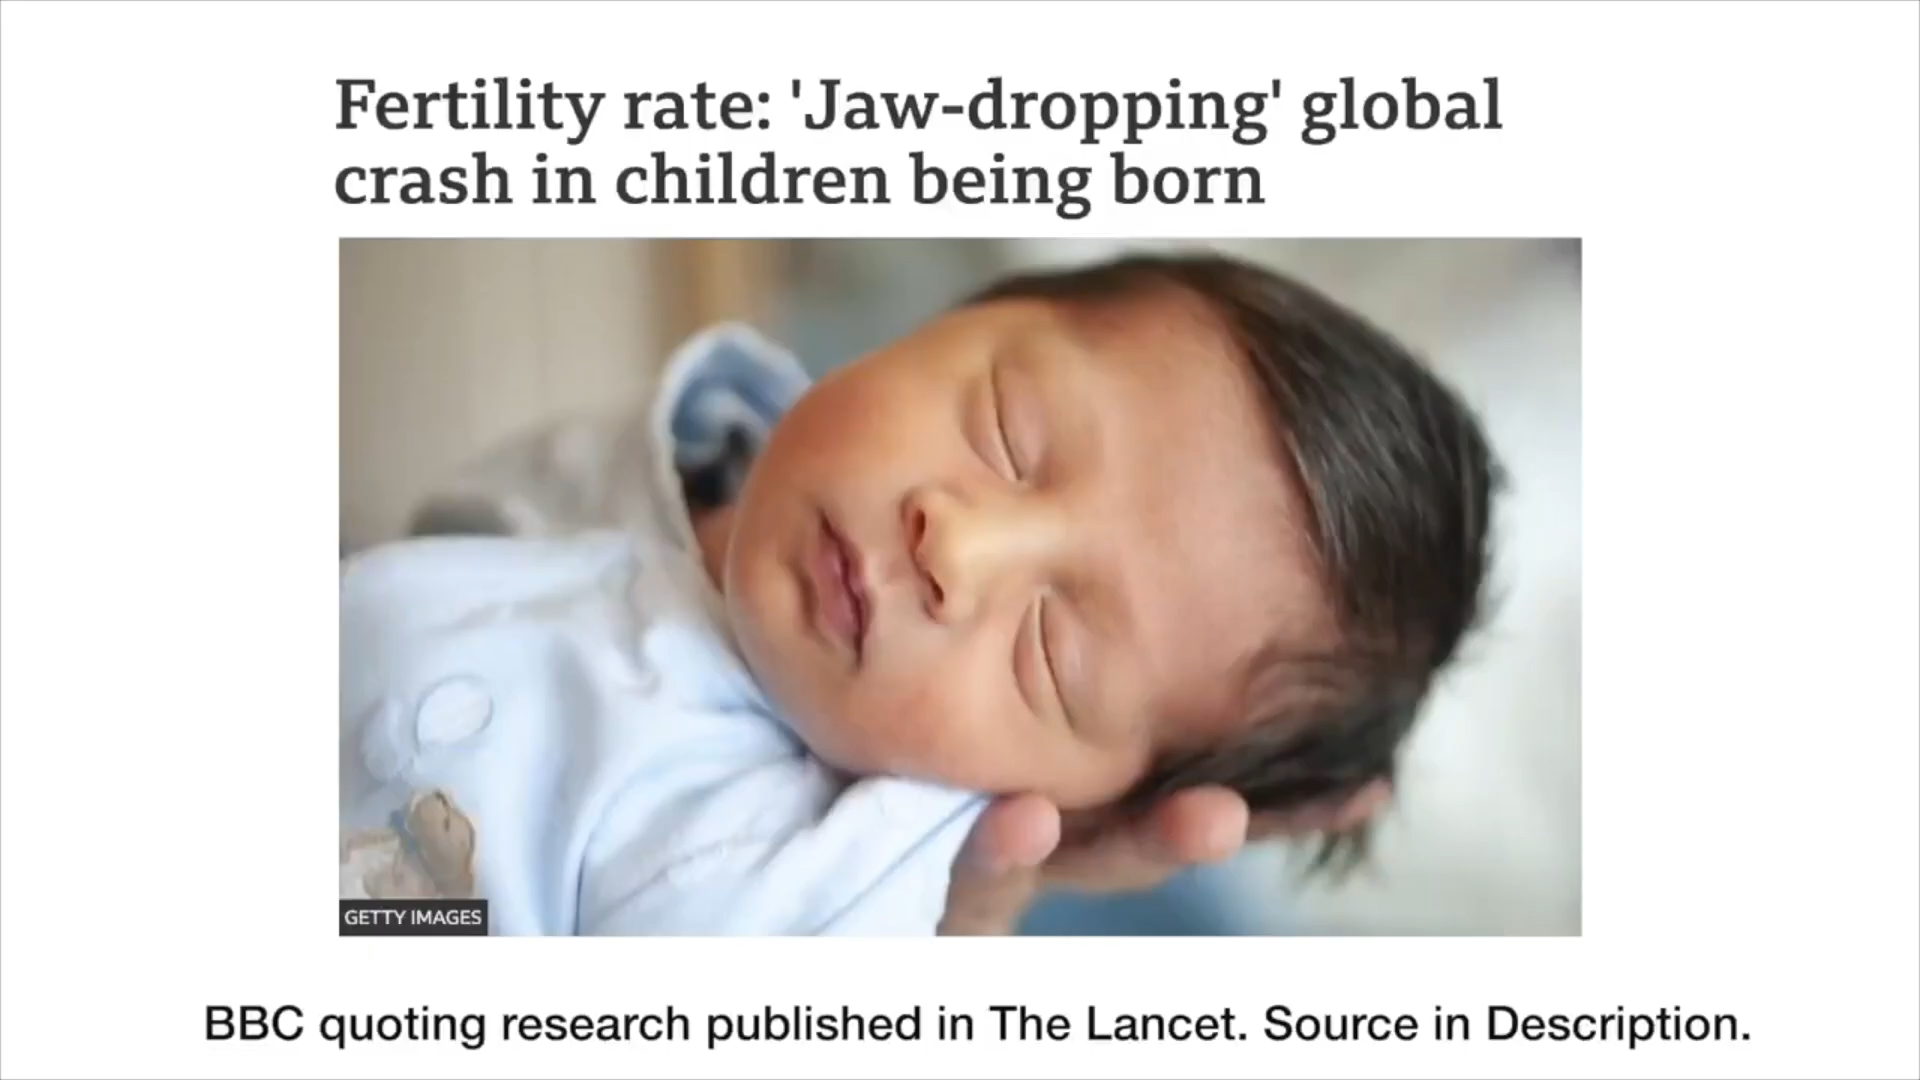 Fertility rate: 'Jaw-dropping' global
crash in children being born
GETTY IMAGES
BBC quoting research published in The Lancet. Source in Description.